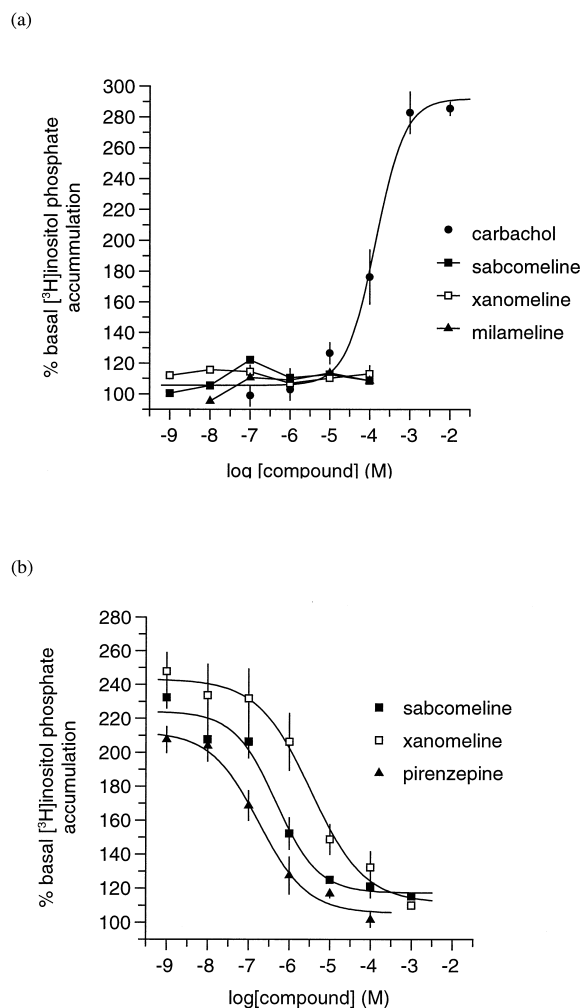 (a)
% basal [³H]inositol phosphate
accummulation
300
280
260
240
220
200
180
160
140
120
100
carbachol
sabcomeline
xanomeline
milameline
-9 -8 -7 -6 -5 -4 -3 -2
log [compound] (M)
(b)
% basal [³H]inositol phosphate
accumulation
280
260
240
220
200
180
160
140
120
100
sabcomeline
xanomeline
pirenzepine
-9 -8 -7 -6 -5 -4 -3 -2
log[compound] (M)